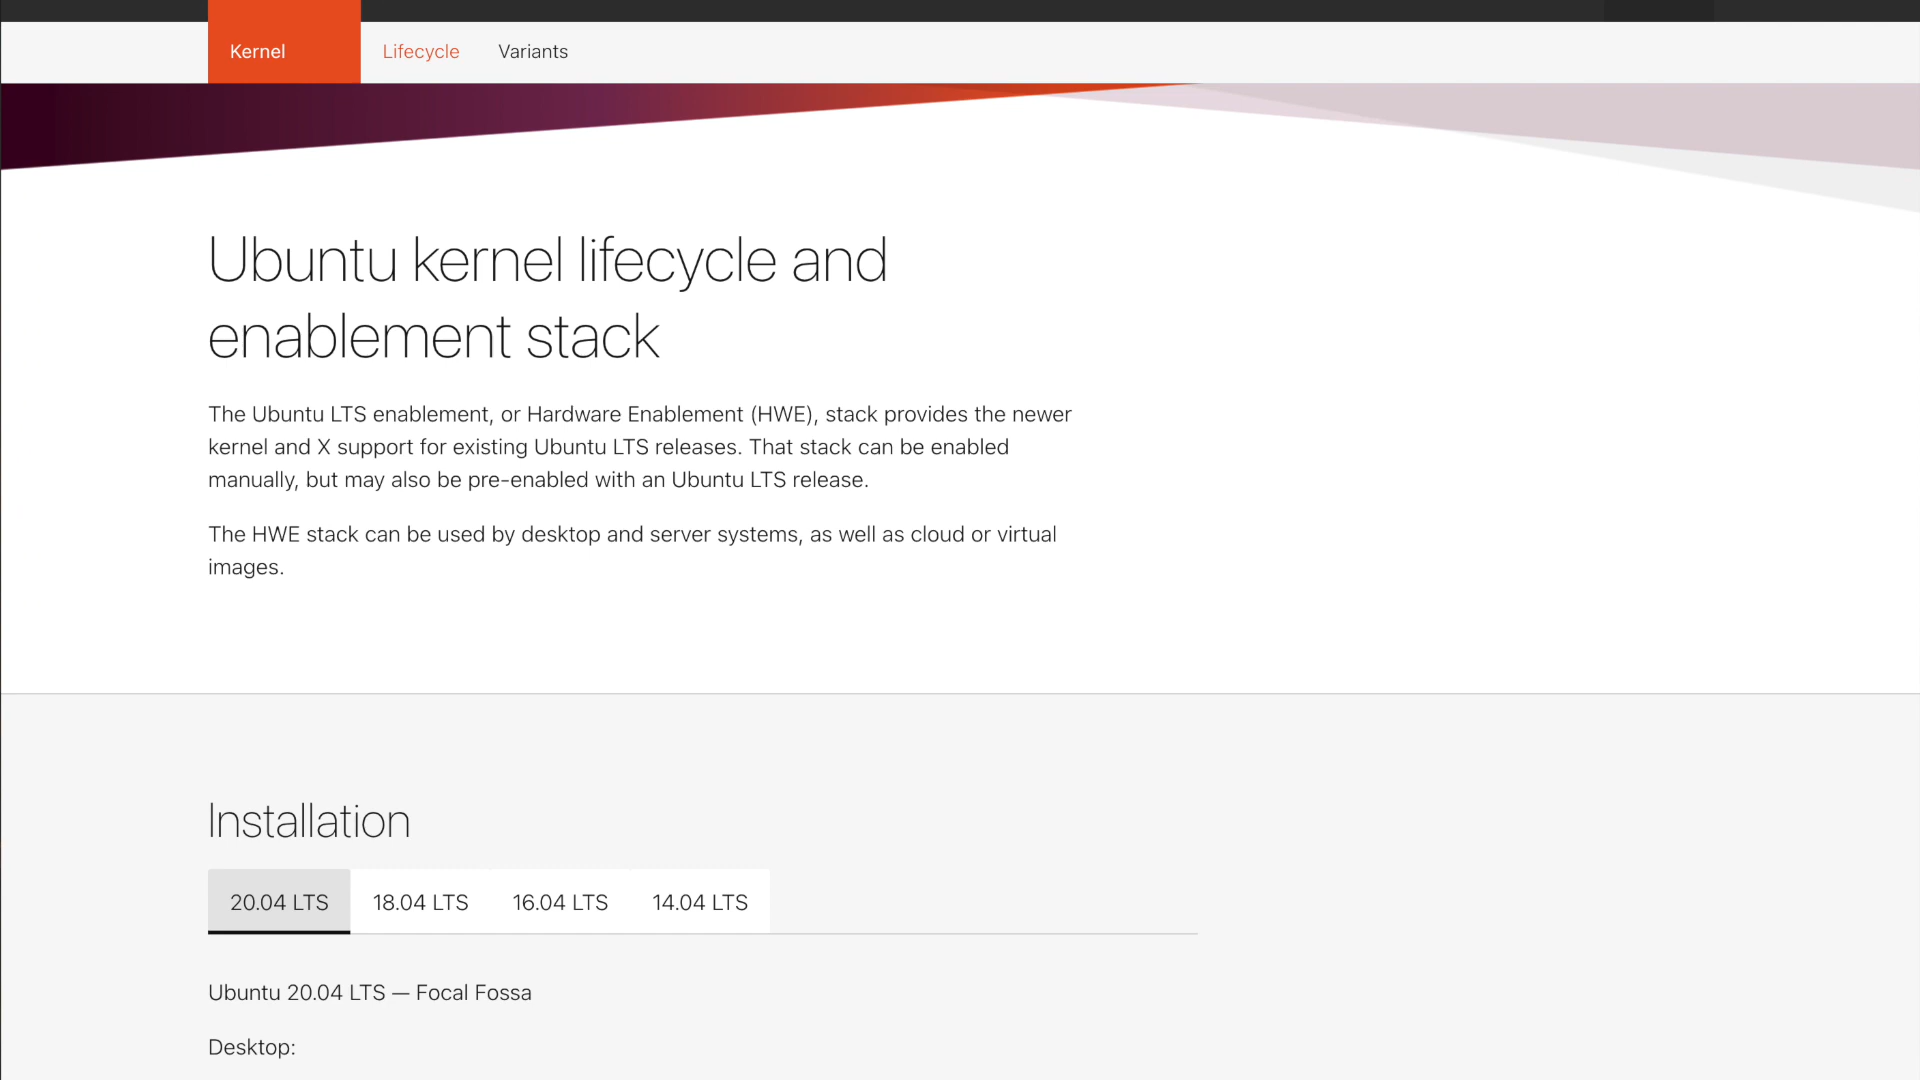 Kernel
Lifecycle
Variants
Ubuntu kernel lifecycle and
enablement stack
The Ubuntu LTS enablement, or Hardware Enablement (HWE), stack provides the newer
kernel and X support for existing Ubuntu LTS releases. That stack can be enabled
manually, but may also be pre-enabled with an Ubuntu LTS release.
The HWE stack can be used by desktop and server systems, as well as cloud or virtual
images.
Installation
20.04 LTS
18.04 LTS
16.04 LTS
14.04 LTS
Ubuntu 20.04 LTS — Focal Fossa
Desktop: